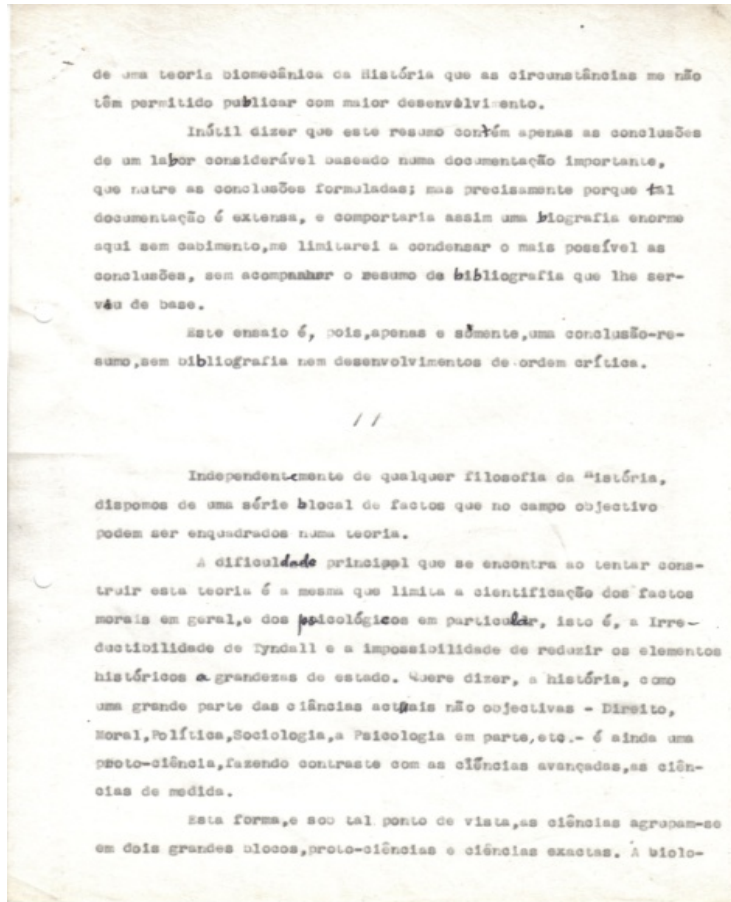 de uma teoria biomecânica da História que as circunstâncias me não
têm permitido publicar com maior desenvolvimento.
Inútil dizer que este resumo contém apenas as conclusões
de um labor considerável baseado numa documentação importante,
que nutre as conclusões formuladas; mas precisamente porque tal
documentação é extensa, e comportaria assim uma biografia enorme
aqui sem cabimento,me limitarei a condensar o mais possível as
conclusões, sem acompanhar o resumo de bibliografia que lhe ser-
viu de base.
Este ensaio é, pois,apenas e sòmente,uma conclusão-re-
sumo,sem bibliografia nem desenvolvimentos de ordem crítica.
//
Independentemente de qualquer filosofia da "istória,
dispomos de uma série blocal de factos que no campo objectivo
podem ser enquadrados numa teoria.
A dificuldade principal que se encontra ao tentar cons-
truir esta teoria é a mesma que limita a cientificação dos factos
morais em geral,e dos psicológicos em particular, isto é, a Irre-
ductibilidade de Tyndall e a impossibilidade de reduzir os elementos
históricos a grandezas de estado. Quere dizer, a história, como
uma grande parte das ciências actuais não objectivas - Direito,
Moral,Política,Sociologia,a Psicologia em parte,etc.- é ainda uma
proto-ciência,fazendo contraste com as ciências avançadas,as ciên-
cias de medida.
Esta forma,e sob tal ponto de vista,as ciências agrupam-se
em dois grandes blocos,proto-ciências e ciências exactas. A biolo-